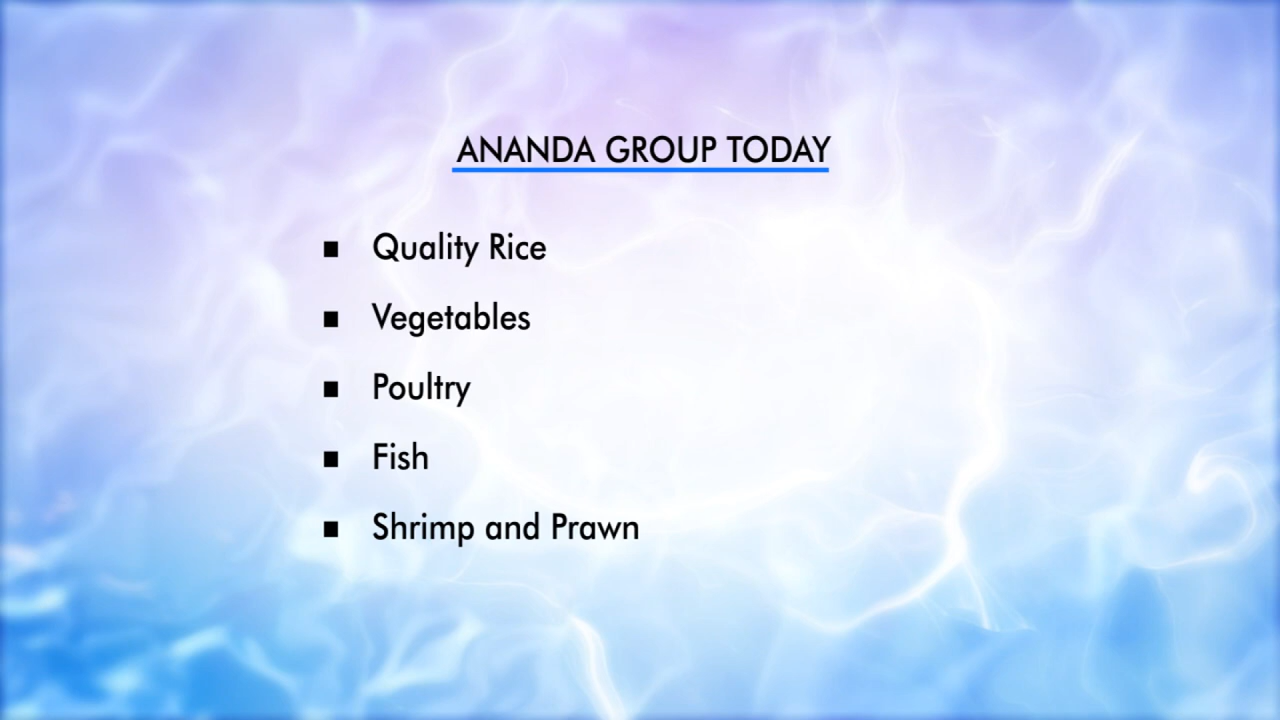 ANANDA GROUP TODAY
▪ Quality Rice
▪ Vegetables
▪ Poultry
▪ Fish
▪ Shrimp and Prawn